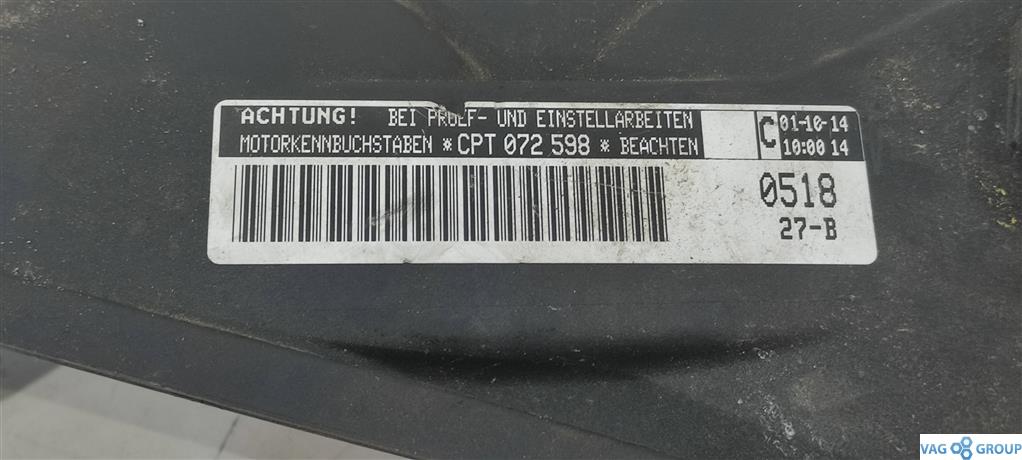 ACHTUNG! BEI PRUEF- UND EINSTELLARBEITEN
MOTORKENNBUCHSTABEN *CPT 072 598* BEACHTEN
C
01-10-14
10:00 14
0518
27-B
VAG GROUP